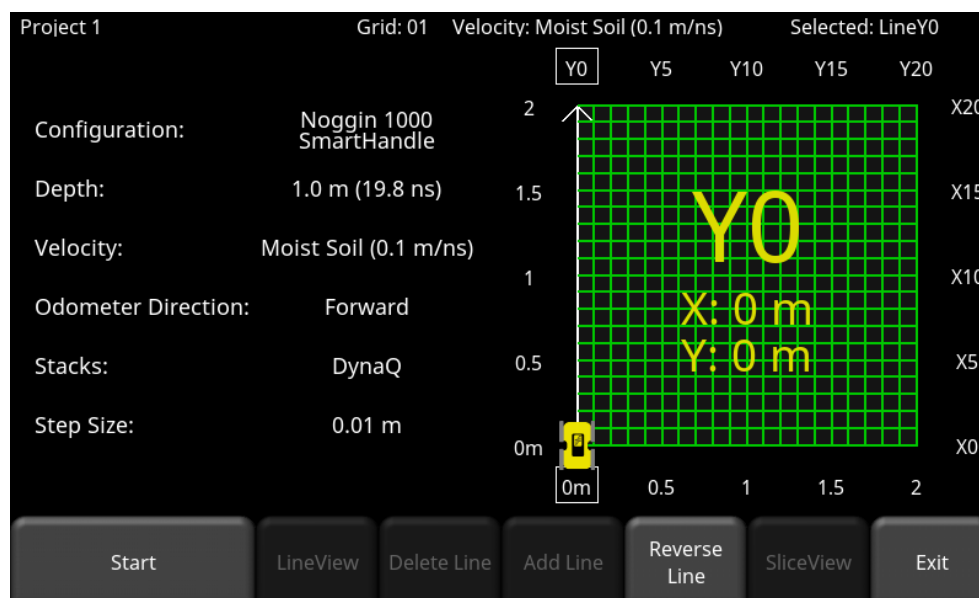 Project 1 Grid: 01 Velocity: Moist Soil (0.1 m/ns) Selected: LineY0
Y0 Y5 Y10 Y15 Y20
Configuration: Noggin 1000
SmartHandle
Depth: 1.0 m (19.8 ns)
Velocity: Moist Soil (0.1 m/ns)
Odometer Direction: Forward
Stacks: DynaQ
Step Size: 0.01 m
2 X20
1.5 X15
1 X10
0.5 X5
0m X0
Y0
X: 0 m
Y: 0 m
0m 0.5 1 1.5 2
Start LineView Delete Line Add Line Reverse
Line SliceView Exit